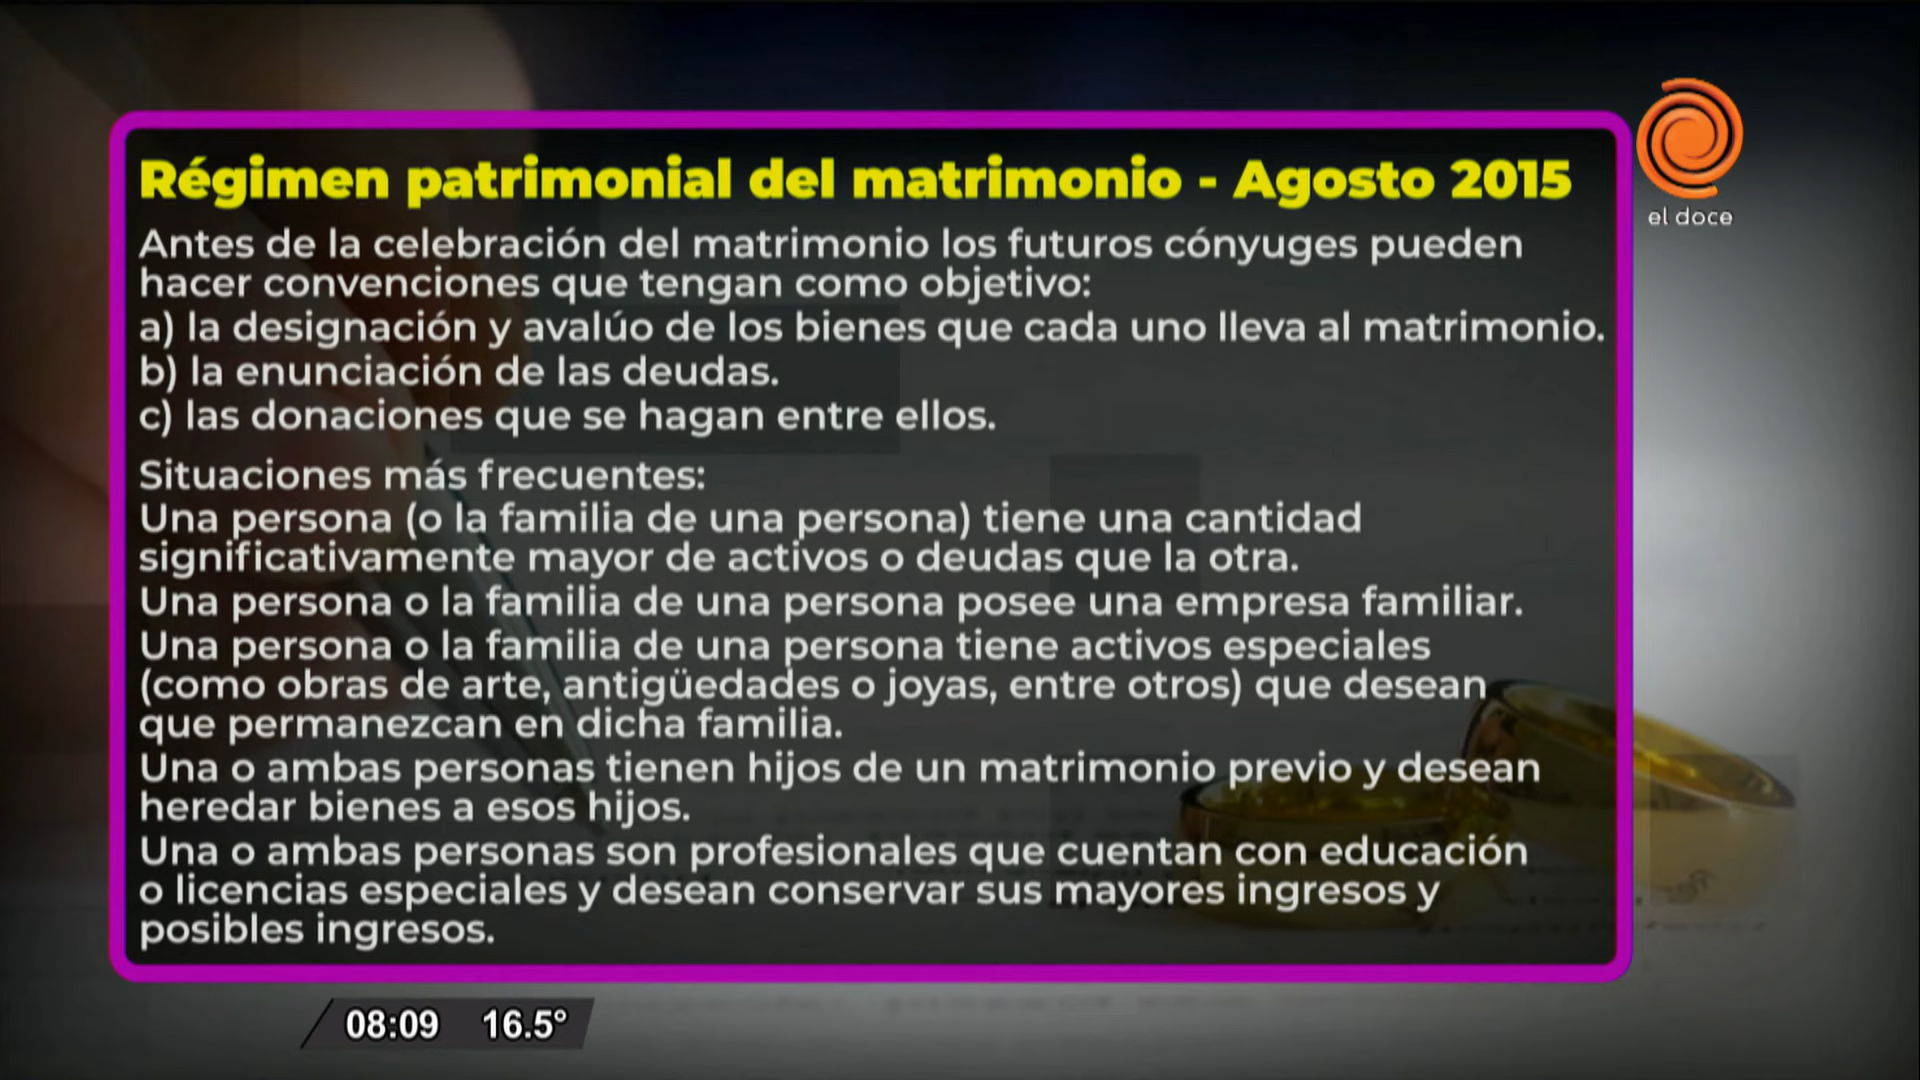 Régimen patrimonial del matrimonio - Agosto 2015
el doce
Antes de la celebración del matrimonio los futuros cónyuges pueden
hacer convenciones que tengan como objetivo:
a) la designación y avalúo de los bienes que cada uno lleva al matrimonio.
b) la enunciación de las deudas.
c) las donaciones que se hagan entre ellos.
Situaciones más frecuentes:
Una persona (o la familia de una persona) tiene una cantidad
significativamente mayor de activos o deudas que la otra.
Una persona o la familia de una persona posee una empresa familiar.
Una persona o la familia de una persona tiene activos especiales
(como obras de arte, antigüedades o joyas, entre otros) que desean
que permanezcan en dicha familia.
Una o ambas personas tienen hijos de un matrimonio previo y desean
heredar bienes a esos hijos.
Una o ambas personas son profesionales que cuentan con educación
o licencias especiales y desean conservar sus mayores ingresos y
posibles ingresos.
08:09 16.5°